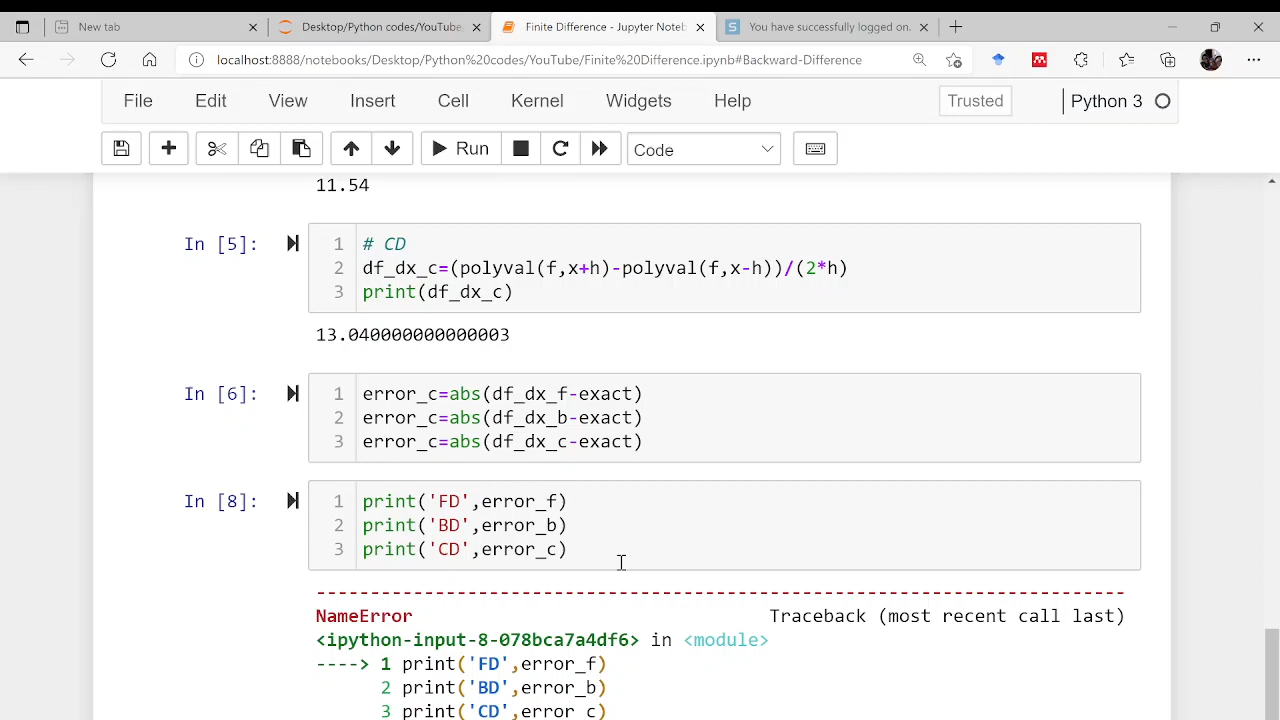 New tab
Desktop/Python codes/YouTube
Finite Difference - Jupyter Noteb
You have successfully logged on.
localhost:8888/notebooks/Desktop/Python%20codes/YouTube/Finite%20Difference.ipynb#Backward-Difference
File Edit View Insert Cell Kernel Widgets Help Trusted Python 3
Run Code
11.54
In [5]: 1 # CD
2 df_dx_c=(polyval(f,x+h)-polyval(f,x-h))/(2*h)
3 print(df_dx_c)
13.040000000000003
In [6]: 1 error_c=abs(df_dx_f-exact)
2 error_c=abs(df_dx_b-exact)
3 error_c=abs(df_dx_c-exact)
In [8]: 1 print('FD',error_f)
2 print('BD',error_b)
3 print('CD',error_c)
---------------------------------------------------------------------------
NameError Traceback (most recent call last)
<ipython-input-8-078bca7a4df6> in <module>
----> 1 print('FD',error_f)
2 print('BD',error_b)
3 print('CD',error_c)